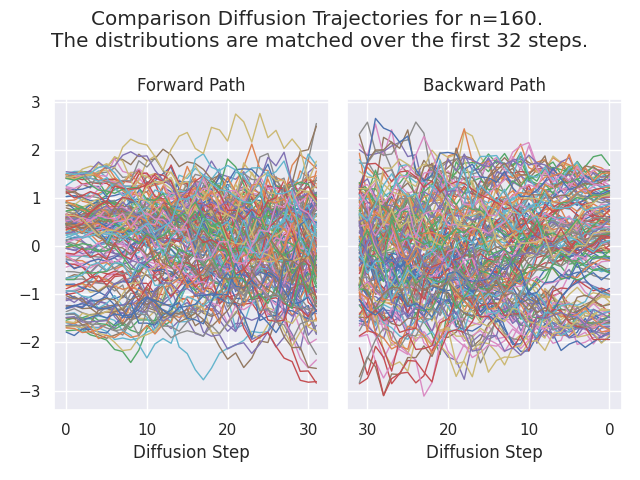 Comparison Diffusion Trajectories for n=160.
The distributions are matched over the first 32 steps.
Forward Path
Backward Path
3
2
1
0
−1
−2
−3
0 10 20 30
30 20 10 0
Diffusion Step
Diffusion Step